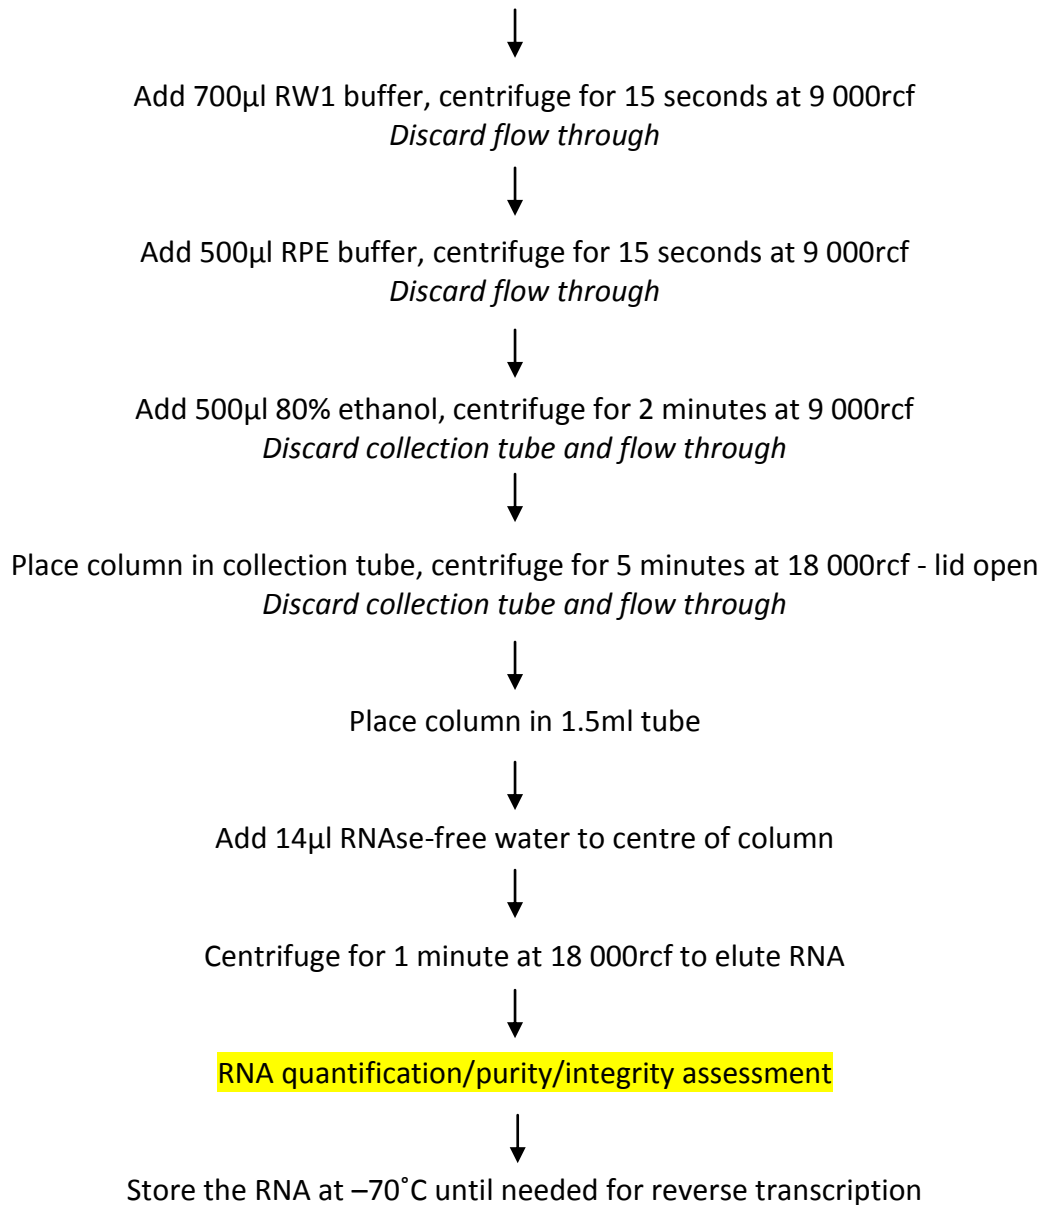 Add 700µl RW1 buffer, centrifuge for 15 seconds at 9 000rcf
Discard flow through
Add 500µl RPE buffer, centrifuge for 15 seconds at 9 000rcf
Discard flow through
Add 500µl 80% ethanol, centrifuge for 2 minutes at 9 000rcf
Discard collection tube and flow through
Place column in collection tube, centrifuge for 5 minutes at 18 000rcf - lid open
Discard collection tube and flow through
Place column in 1.5ml tube
Add 14µl RNAse-free water to centre of column
Centrifuge for 1 minute at 18 000rcf to elute RNA
RNA quantification/purity/integrity assessment
Store the RNA at –70˚C until needed for reverse transcription